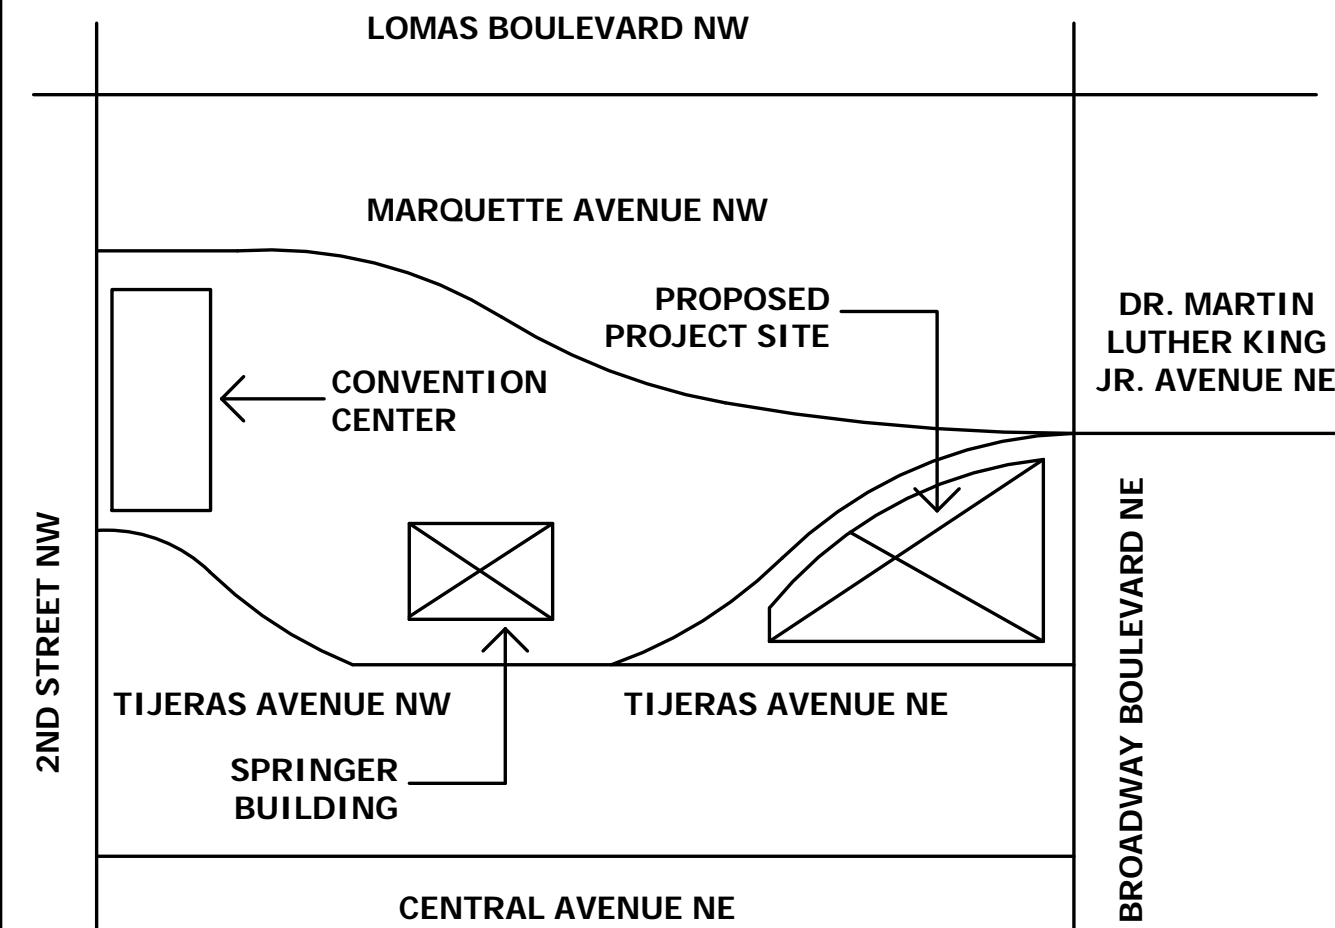 LOMAS BOULEVARD NW
MARQUETTE AVENUE NW
PROPOSED
PROJECT SITE
DR. MARTIN
LUTHER KING
JR. AVENUE NE
CONVENTION
CENTER
2ND STREET NW
TIJERAS AVENUE NW
TIJERAS AVENUE NE
SPRINGER
BUILDING
BROADWAY BOULEVARD NE
CENTRAL AVENUE NE